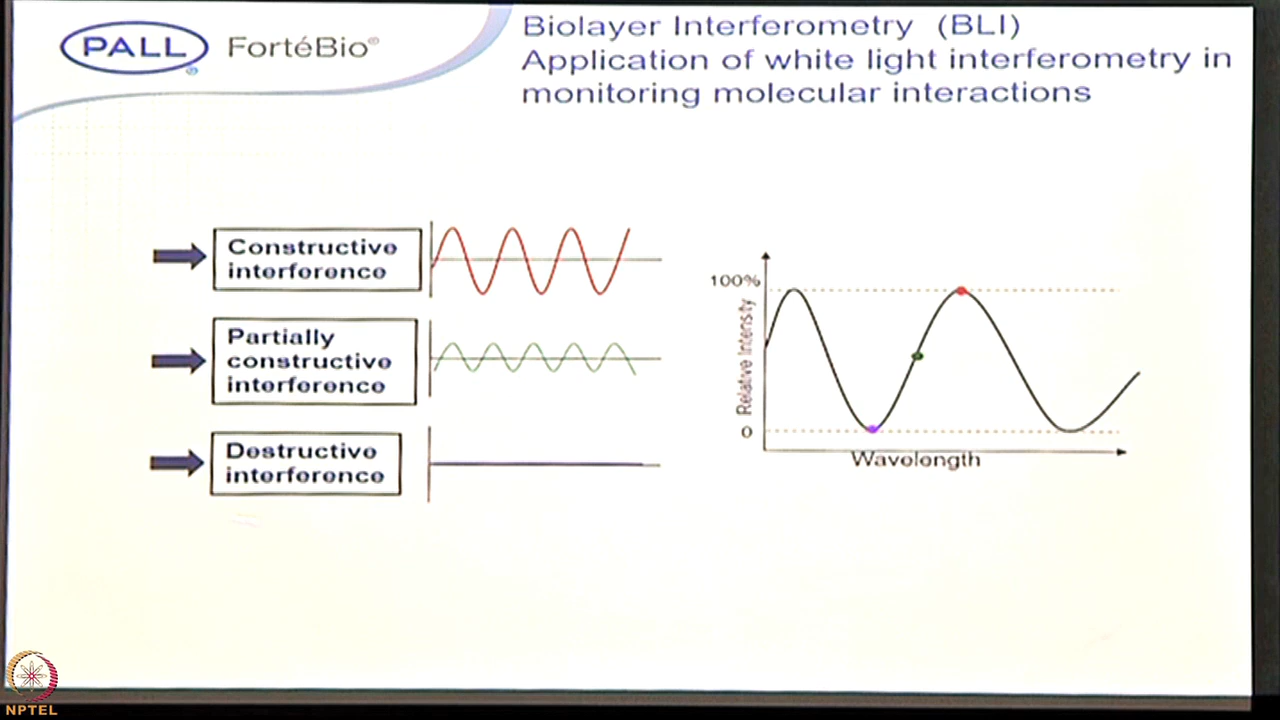 PALL ® FortéBio®
Biolayer Interferometry (BLI)
Application of white light interferometry in
monitoring molecular interactions
Constructive
interference
Partially
constructive
interference
Destructive
interference
100%
Relative Intensity
0
Wavelength
NPTEL